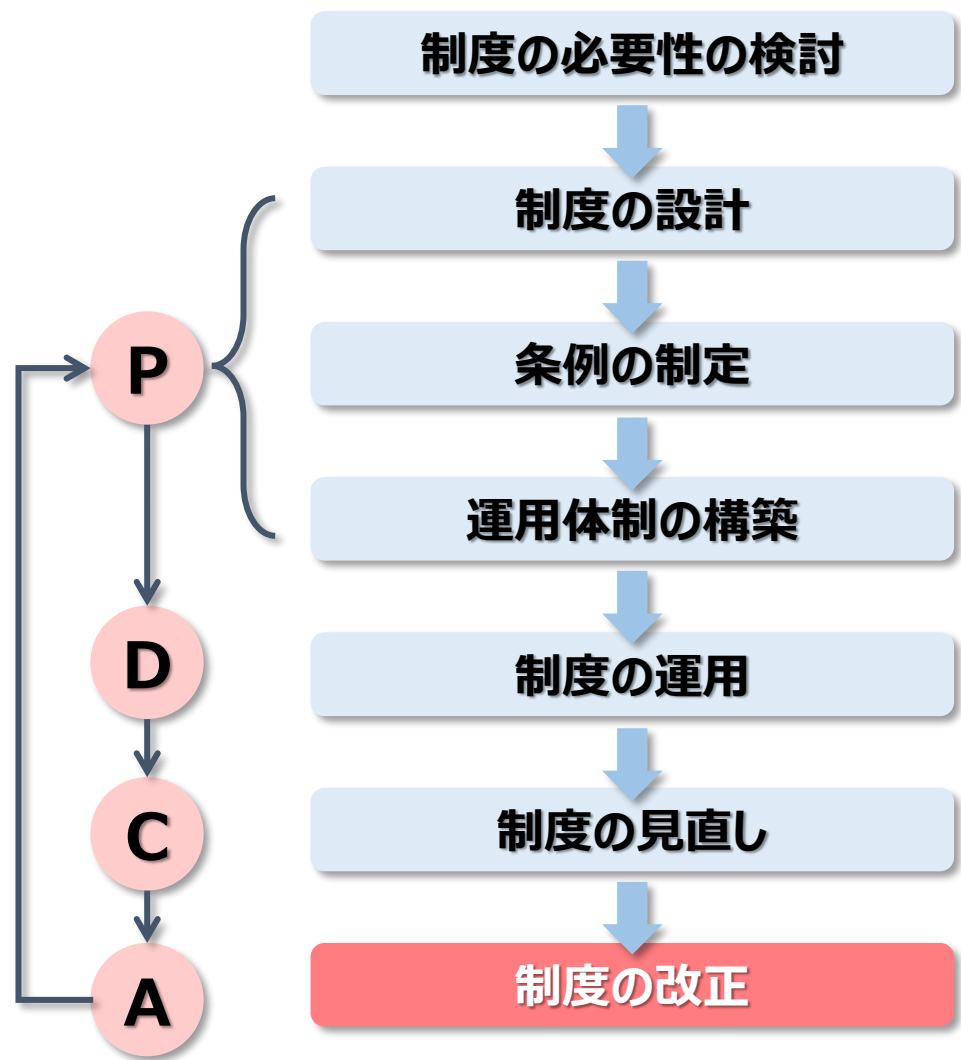 制度の必要性の検討
制度の設計
条例の制定
P
運用体制の構築
D
制度の運用
C
制度の見直し
A
制度の改正